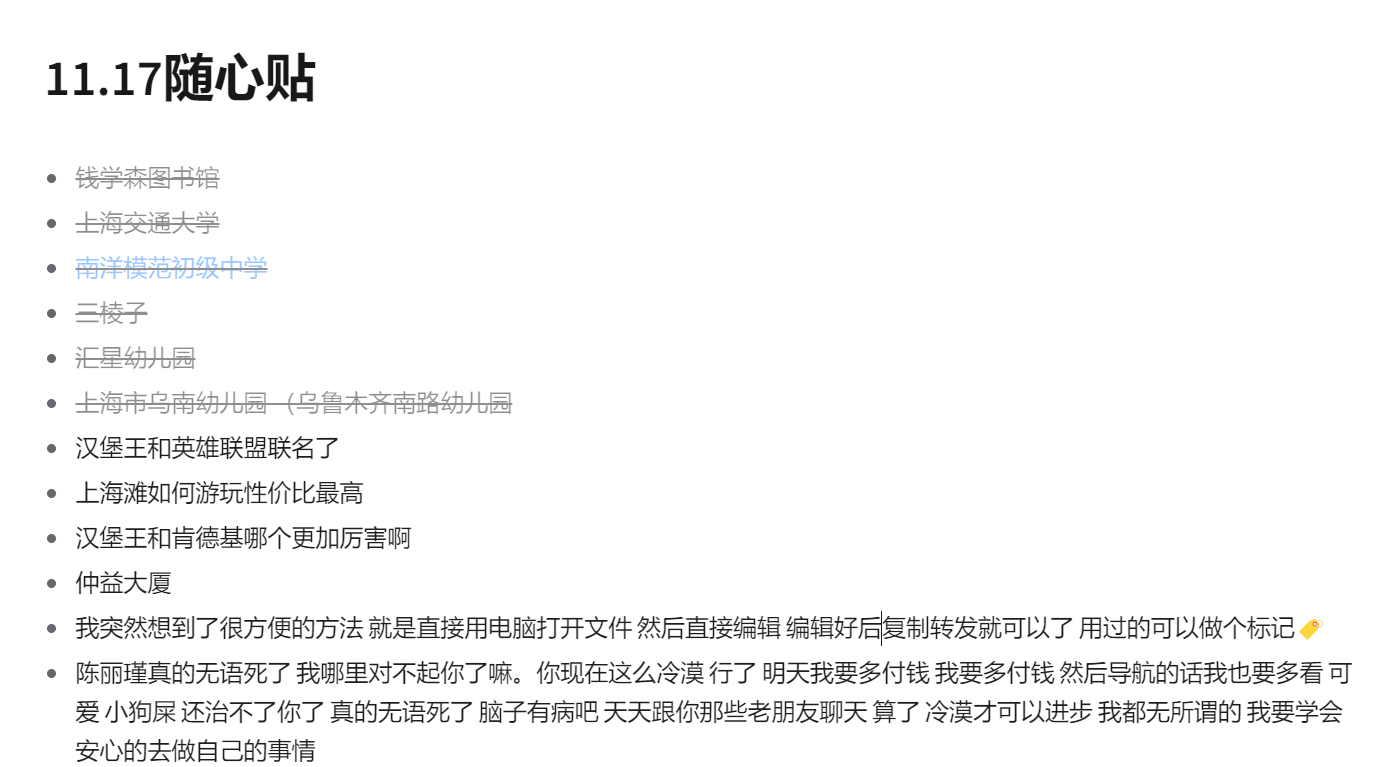 11.17随心贴
钱学森图书馆
上海交通大学
南洋模范初级中学
三棱子
汇星幼儿园
上海市乌南幼儿园 （乌鲁木齐南路幼儿园
汉堡王和英雄联盟联名了
上海滩如何游玩性价比最高
汉堡王和肯德基哪个更加厉害啊
仲益大厦
我突然想到了很方便的方法 就是直接用电脑打开文件 然后直接编辑 编辑好后复制转发就可以了 用过的可以做个标记🏷️
陈丽瑾真的无语死了 我哪里对不起你了嘛。你现在这么冷漠 行了 明天我要多付钱 我要多付钱 然后导航的话我也要多看 可
爱 小狗屎 还治不了你了 真的无语死了 脑子有病吧 天天跟你那些老朋友聊天 算了 冷漠才可以进步 我都无所谓的 我要学会
安心的去做自己的事情